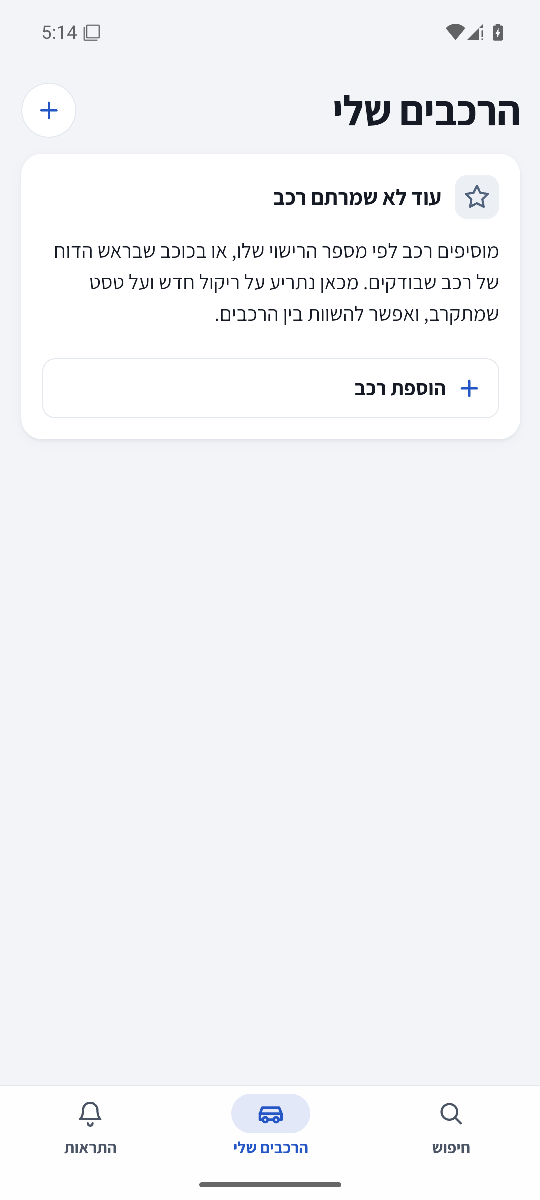 5:14
הרכבים שלי
עוד לא שמרתם רכב
מוסיפים רכב לפי מספר הרישוי שלו, או בכוכב שבראש הדוח
של רכב שבודקים. מכאן נתריע על ריקול חדש ועל טסט
שמתקרב, ואפשר להשוות בין הרכבים.
הוספת רכב
חיפוש
הרכבים שלי
התראות